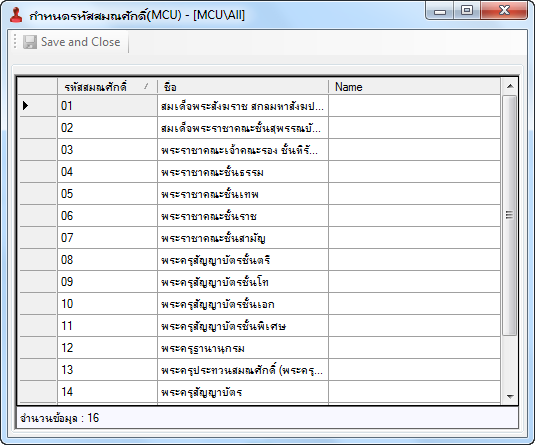 กำหนดรหัสสมณศักดิ์(MCU) - [MCU\All]
Save and Close
รหัสสมณศักดิ์ ชื่อ Name
01 สมเด็จพระสังฆราช สกลมหาสังฆป...
02 สมเด็จพระราชาคณะชั้นสุพรรณบั...
03 พระราชาคณะเจ้าคณะรอง ชั้นหิรั...
04 พระราชาคณะชั้นธรรม
05 พระราชาคณะชั้นเทพ
06 พระราชาคณะชั้นราช
07 พระราชาคณะชั้นสามัญ
08 พระครูสัญญาบัตรชั้นตรี
09 พระครูสัญญาบัตรชั้นโท
10 พระครูสัญญาบัตรชั้นเอก
11 พระครูสัญญาบัตรชั้นพิเศษ
12 พระครูฐานานุกรม
13 พระครูประทวนสมณศักดิ์ (พระครู...
14 พระครูสัญญาบัตร
จำนวนข้อมูล : 16